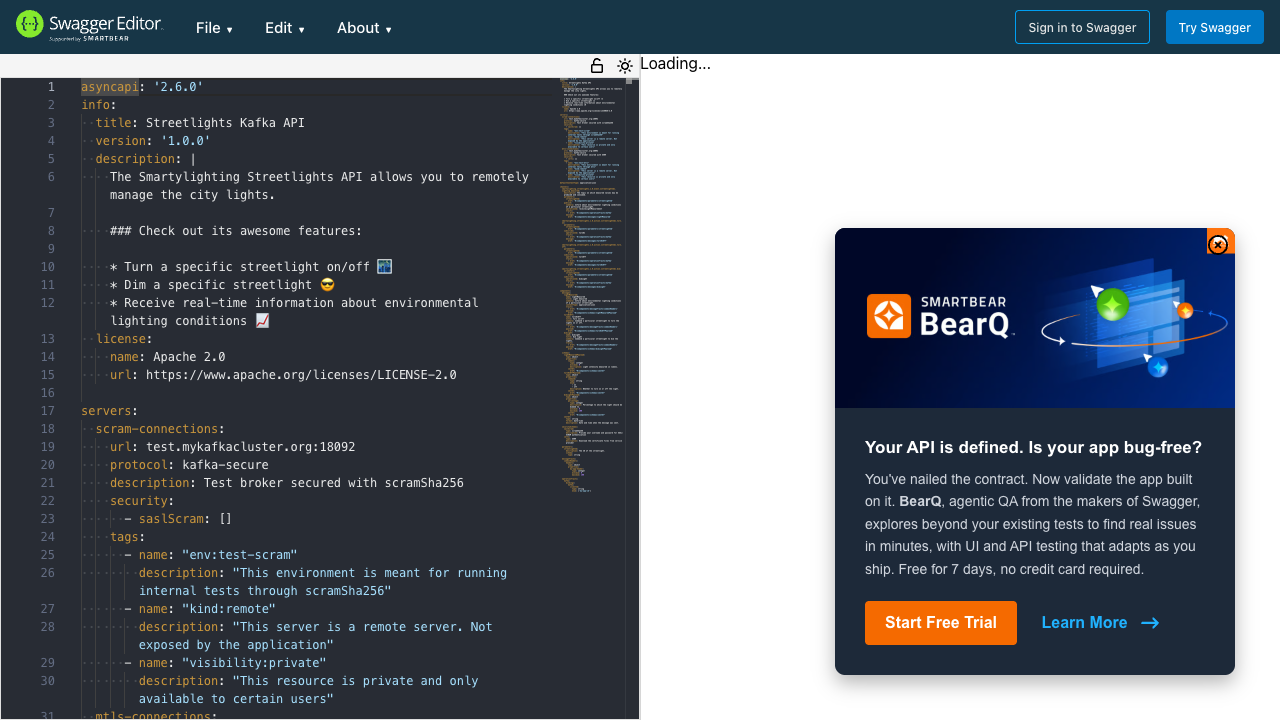 Swagger Editor
Supported by SMARTBEAR
File ▾
Edit ▾
About ▾
Sign in to Swagger
Try Swagger
Loading...
1 asyncapi: '2.6.0'
2 info:
3 title: Streetlights Kafka API
4 version: '1.0.0'
5 description: |
6 The Smartylighting Streetlights API allows you to remotely
manage the city lights.
7
8 ### Check out its awesome features:
9
10 * Turn a specific streetlight on/off 🌃
11 * Dim a specific streetlight 😎
12 * Receive real-time information about environmental
lighting conditions 📈
13 license:
14 name: Apache 2.0
15 url: https://www.apache.org/licenses/LICENSE-2.0
16
17 servers:
18 scram-connections:
19 url: test.mykafkacluster.org:18092
20 protocol: kafka-secure
21 description: Test broker secured with scramSha256
22 security:
23 - saslScram: []
24 tags:
25 - name: "env:test-scram"
26 description: "This environment is meant for running
internal tests through scramSha256"
27 - name: "kind:remote"
28 description: "This server is a remote server. Not
exposed by the application"
29 - name: "visibility:private"
30 description: "This resource is private and only
available to certain users"
31 mtls-connections:
SMARTBEAR
BearQ
Your API is defined. Is your app bug-free?
You've nailed the contract. Now validate the app built
on it. BearQ, agentic QA from the makers of Swagger,
explores beyond your existing tests to find real issues
in minutes, with UI and API testing that adapts as you
ship. Free for 7 days, no credit card required.
Start Free Trial
Learn More →